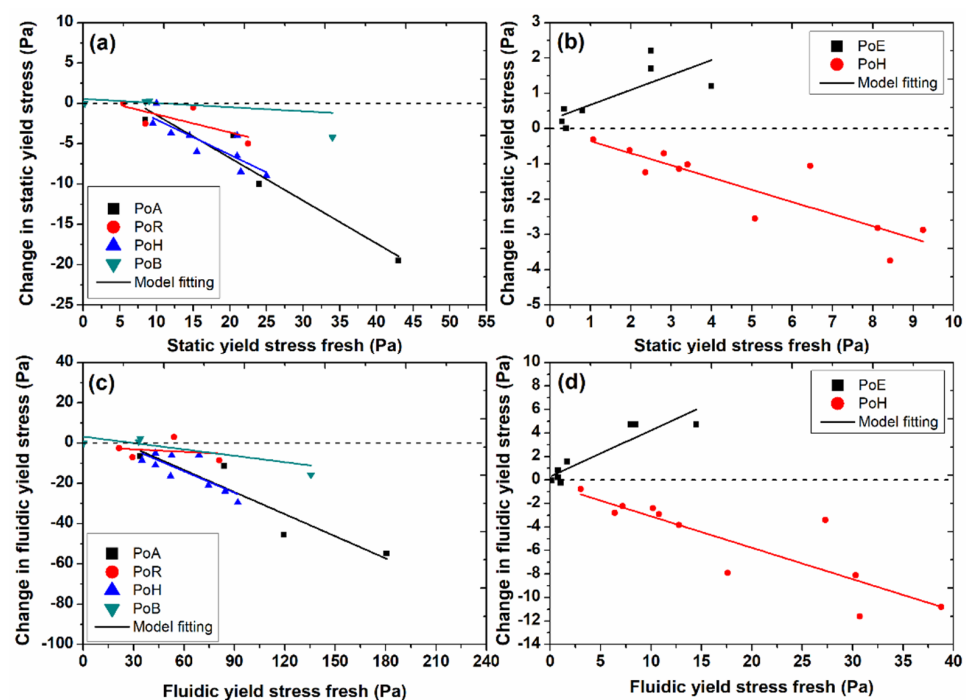 (a)
Change in static yield stress (Pa)
10
5
0
-5
-10
-15
-20
-25
PoA
PoR
PoH
PoB
Model fitting
0 5 10 15 20 25 30 35 40 45 50 55
Static yield stress fresh (Pa)
(b)
Change in static yield stress (Pa)
3
2
1
0
-1
-2
-3
-4
-5
PoE
PoH
Model fitting
0 1 2 3 4 5 6 7 8 9 10
Static yield stress fresh (Pa)
(c)
Change in fluidic yield stress (Pa)
40
20
0
-20
-40
-60
-80
-100
PoA
PoR
PoH
PoB
Model fitting
0 30 60 90 120 150 180 210 240
Fluidic yield stress fresh (Pa)
(d)
Change in fluidic yield stress (Pa)
10
8
6
4
2
0
-2
-4
-6
-8
-10
-12
-14
PoE
PoH
Model fitting
0 5 10 15 20 25 30 35 40
Fluidic yield stress fresh (Pa)